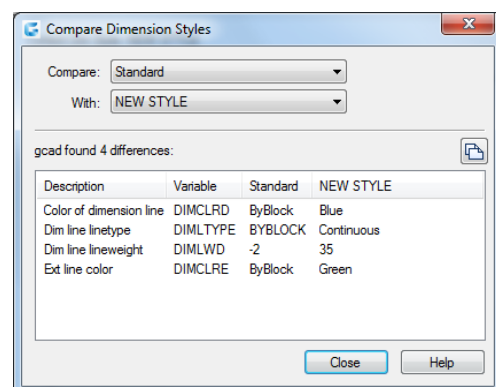 Compare Dimension Styles
Compare: Standard
With: NEW STYLE
gcad found 4 differences:
Description Variable Standard NEW STYLE
Color of dimension line DIMCLRD ByBlock Blue
Dim line linetype DIMLTYPE BYBLOCK Continuous
Dim line lineweight DIMLWD -2 35
Ext line color DIMCLRE ByBlock Green
Close Help